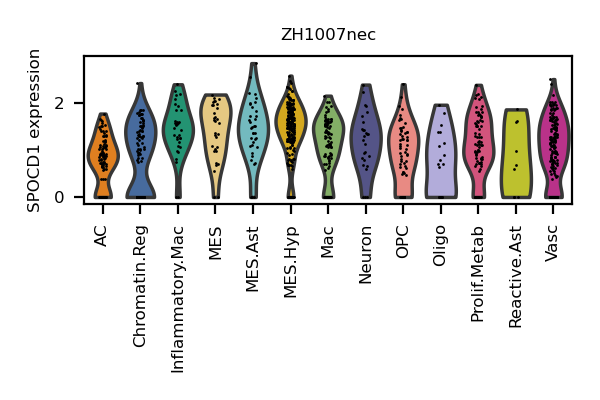 ZH1007nec
SPOCD1 expression
2
0
AC
Chromatin.Reg
Inflammatory.Mac
MES
MES.Ast
MES.Hyp
Mac
Neuron
OPC
Oligo
Prolif.Metab
Reactive.Ast
Vasc